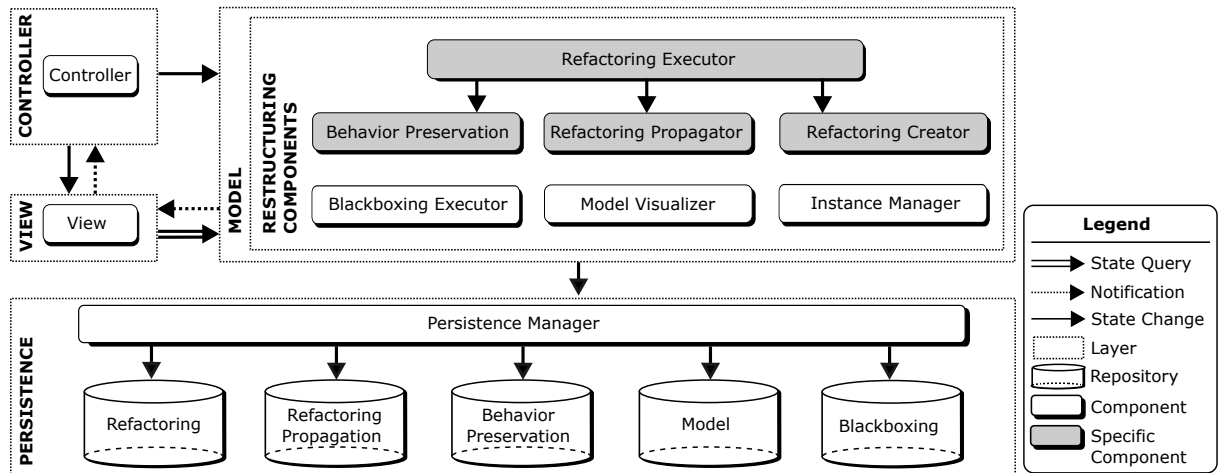 CONTROLLER
Controller
VIEW
View
MODEL
RESTRUCTURING
COMPONENTS
Refactoring Executor
Behavior Preservation
Refactoring Propagator
Refactoring Creator
Blackboxing Executor
Model Visualizer
Instance Manager
PERSISTENCE
Persistence Manager
Refactoring
Refactoring
Propagation
Behavior
Preservation
Model
Blackboxing
Legend
State Query
Notification
State Change
Layer
Repository
Component
Specific
Component